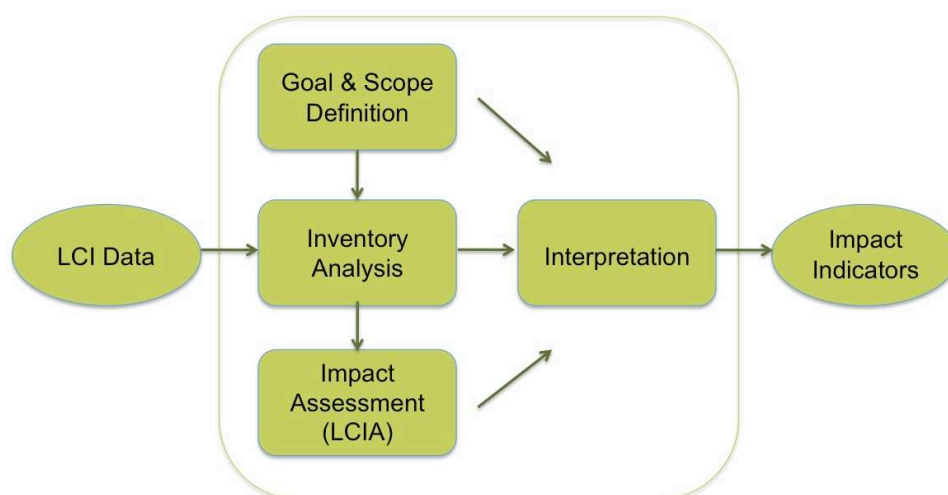 Goal & Scope
Definition
LCI Data
Inventory
Analysis
Interpretation
Impact
Indicators
Impact
Assessment
(LCIA)